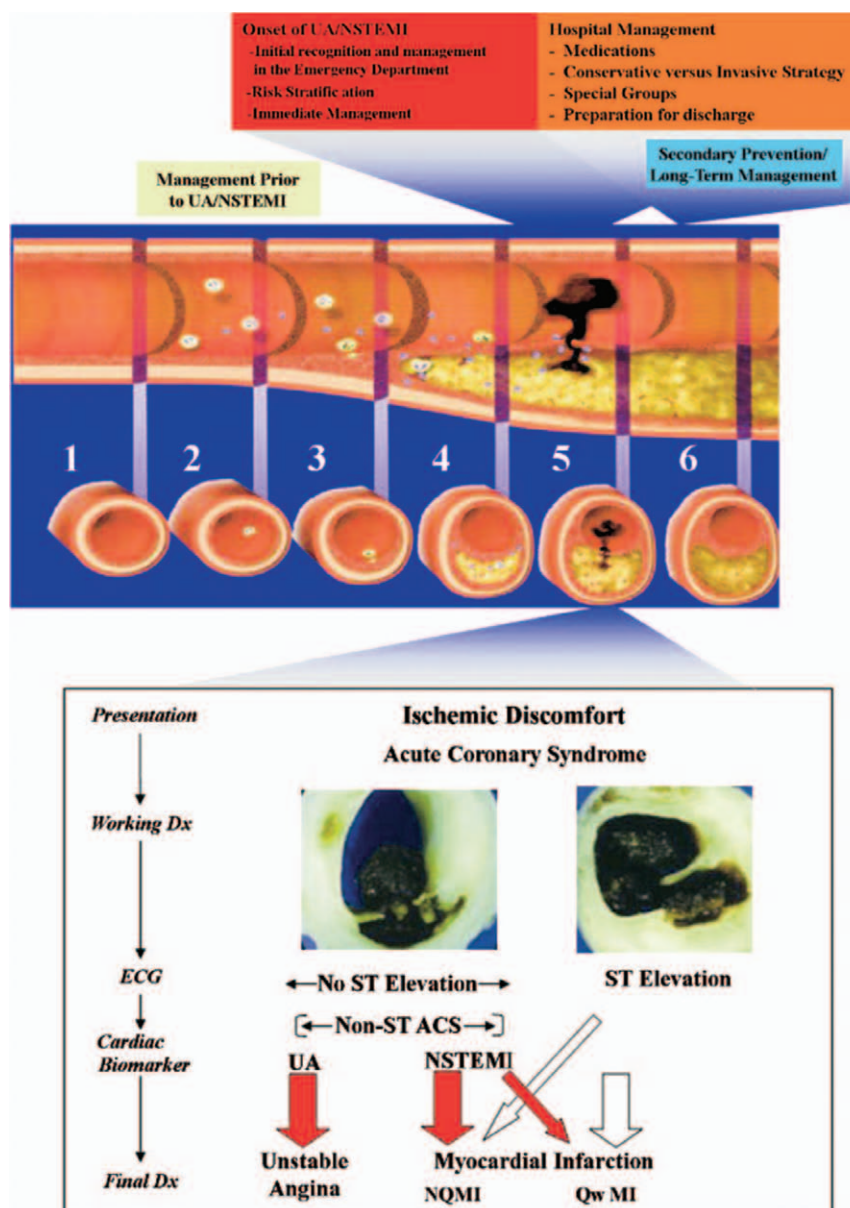 Onset of UA/NSTEMI
-Initial recognition and management
in the Emergency Department
-Risk Stratific ation
-Immediate Management
Hospital Management
- Medications
- Conservative versus Invasive Strategy
- Special Groups
- Preparation for discharge
Secondary Prevention/
Long-Term Management
Management Prior
to UA/NSTEMI
1 2 3 4 5 6
Presentation
Ischemic Discomfort
Acute Coronary Syndrome
Working Dx
ECG
No ST Elevation
ST Elevation
Non-ST ACS
Cardiac
Biomarker
UA
NSTEMI
Final Dx
Unstable
Angina
Myocardial Infarction
NQMI
Qw MI